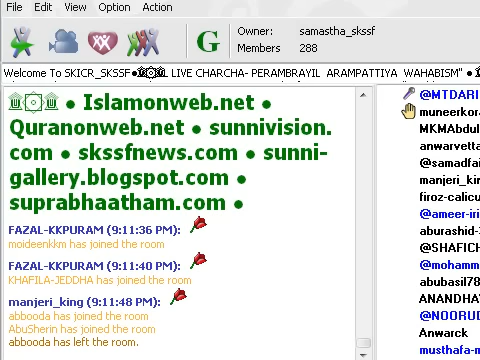 File Edit View Option Action
G Owner: samastha_skssf
Members 288
Welcome To SKICR_SKSSF LIVE CHARCHA- PERAMBRAYIL ARAMPATTIYA WAHABISM" ●
● Islamonweb.net ●
Quranonweb.net ● sunnivision.
com ● skssfnews.com ● sunni-
gallery.blogspot.com ●
suprabhaatham.com ●
FAZAL-KKPURAM (9:11:36 PM):
moideenkkm has joined the room
FAZAL-KKPURAM (9:11:40 PM):
KHAFILA-JEDDHA has joined the room
manjeri_king (9:11:48 PM):
abbooda has joined the room
AbuSherin has joined the room
abbooda has left the room.
@MTDARI
muneerkora
MKMAbdul
anwarvetta
@samadfai
manjeri_kin
firoz-calicu
@ameer-iri
aburashid-
@SHAFICH
@mohamm
abubasil78
ANANDHA
@NOORUD
Anwarck
musthafa-m